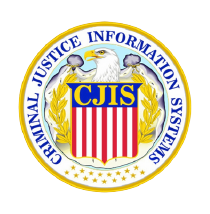 CRIMINAL JUSTICE INFORMATION SYSTEMS
CJIS